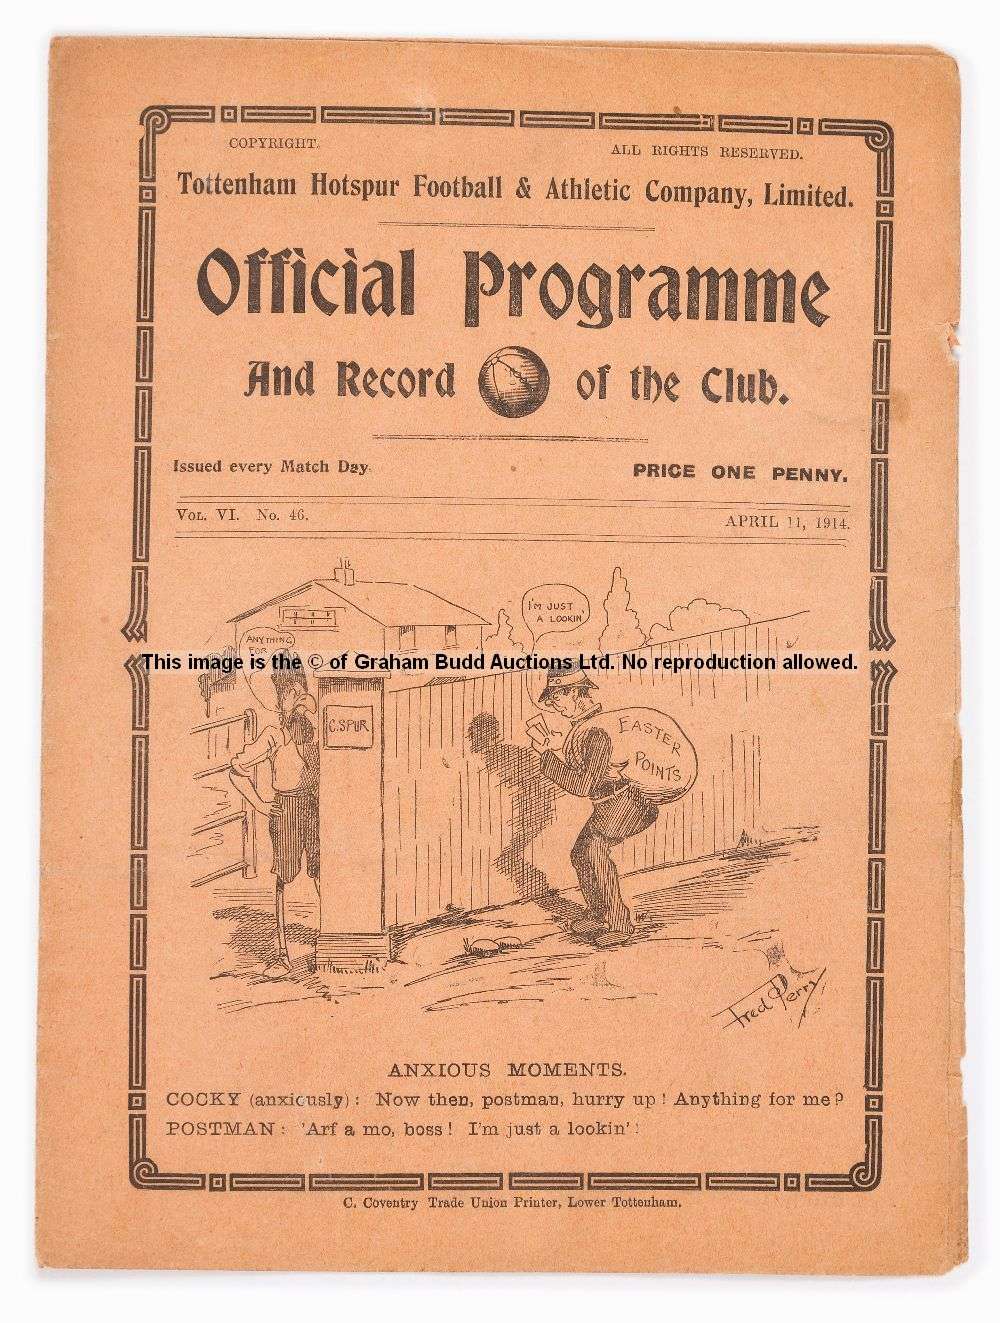 COPYRIGHT.
ALL RIGHTS RESERVED.
Tottenham Hotspur Football & Athletic Company, Limited.
Official Programme
And Record of the Club.
Issued every Match Day.
PRICE ONE PENNY.
VOL. VI. No. 46.
APRIL 11, 1914.
I'M JUST
A LOOKIN'
ANYTHING
FOR
This image is the © of Graham Budd Auctions Ltd. No reproduction allowed.
C. SPUR
EASTER
POINTS
Fred Perry
ANXIOUS MOMENTS.
COCKY (anxiously): Now then, postman, hurry up! Anything for me?
POSTMAN: 'Arf a mo, boss! I'm just a lookin'!
C. Coventry Trade Union Printer, Lower Tottenham.